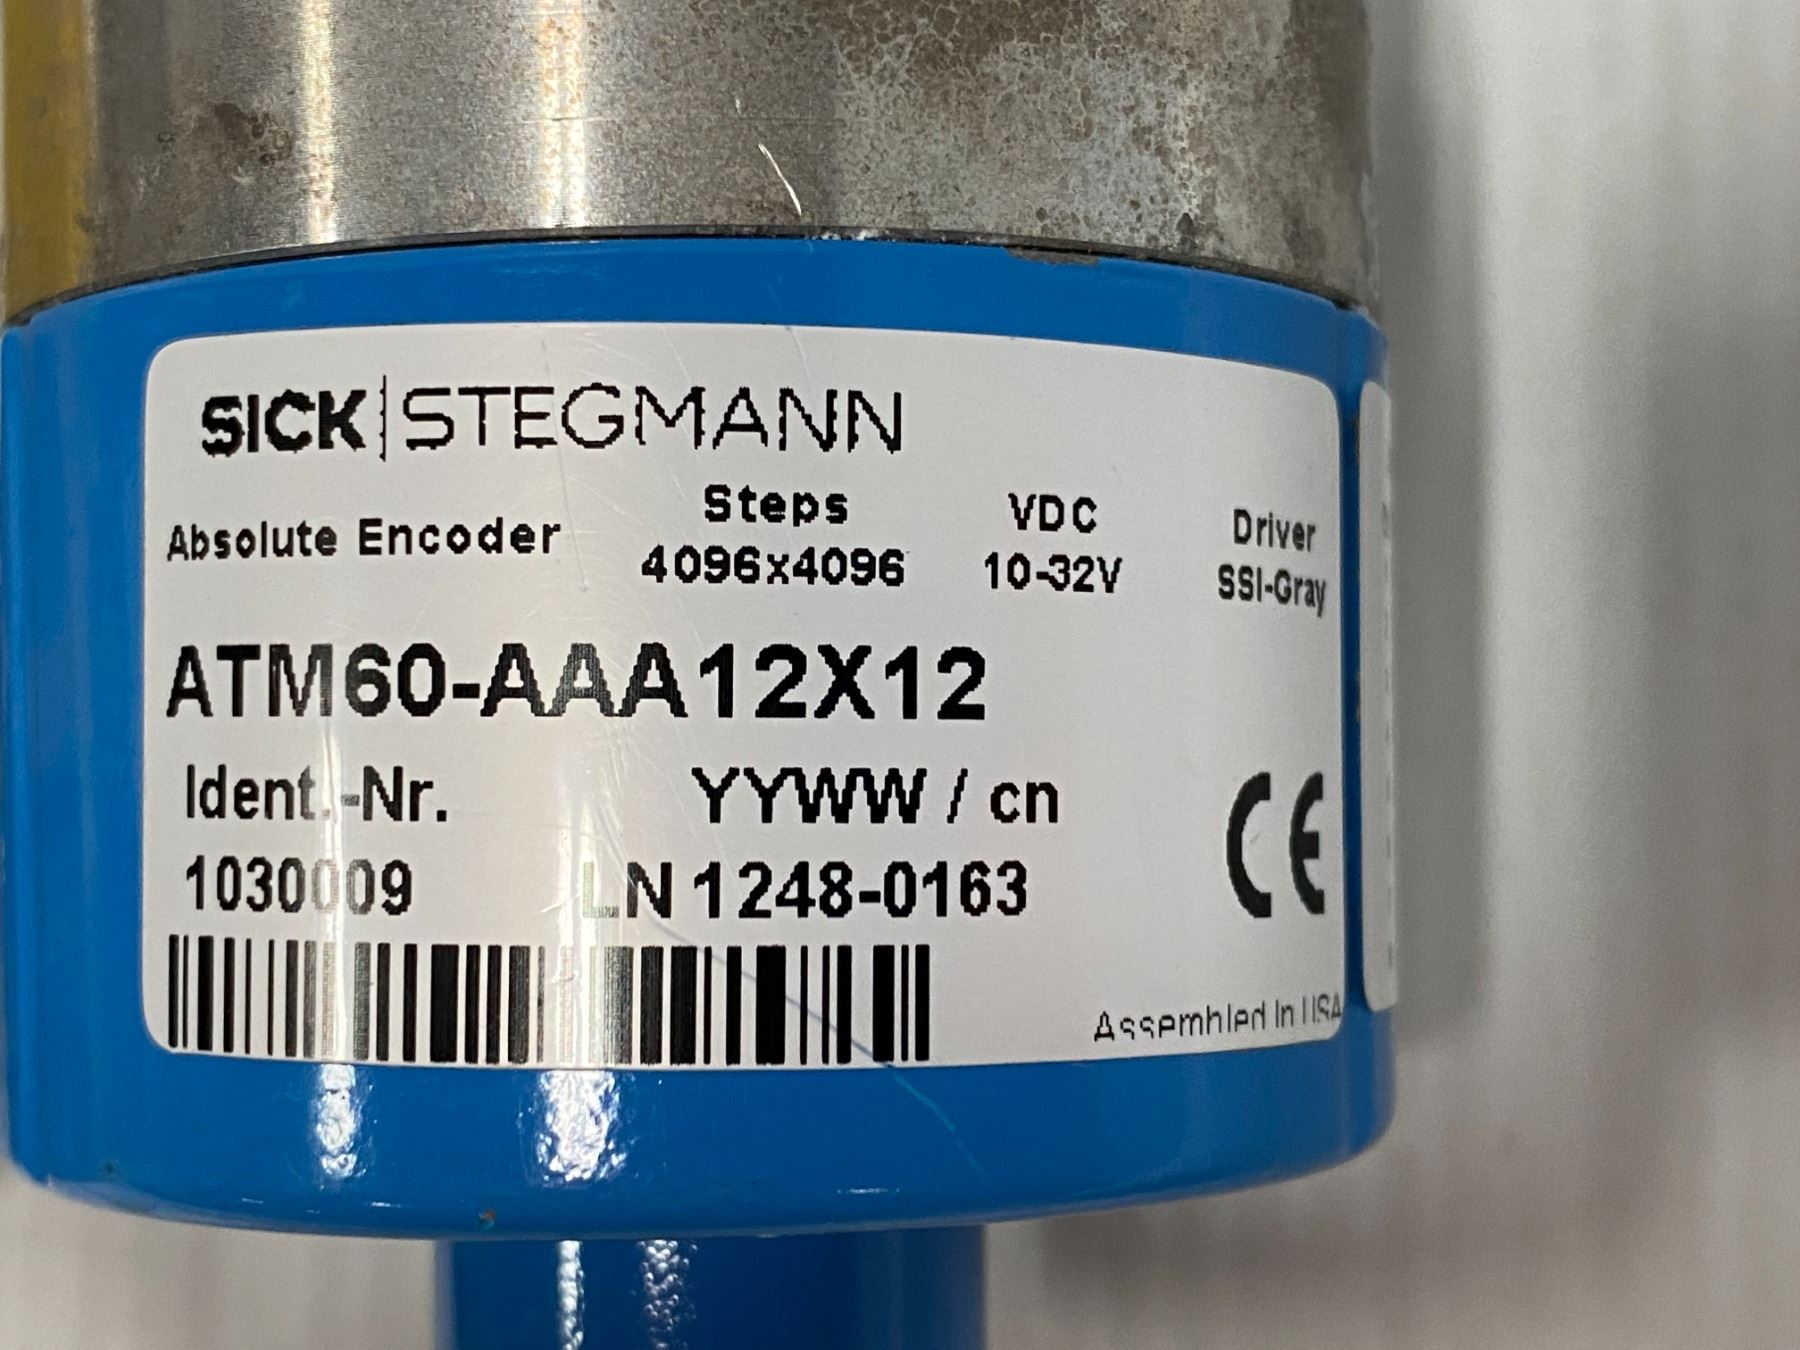 SICK|STEGMANN
Absolute Encoder
Steps
4096x4096
VDC
10-32V
Driver
SSI-Gray
ATM60-AAA12X12
Ident.-Nr.
YYWW / cn
1030009
LN 1248-0163
CE
Assembled In USA